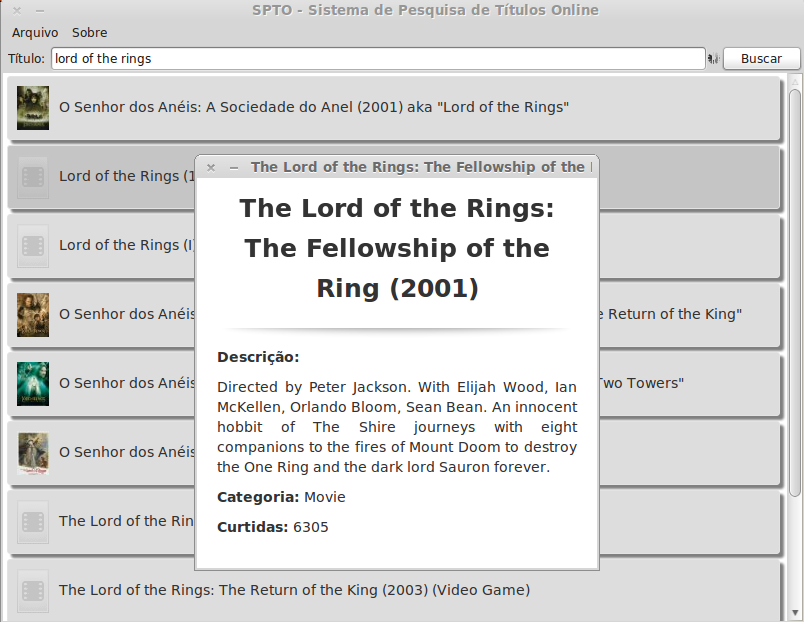 SPTO - Sistema de Pesquisa de Títulos Online
Arquivo Sobre
Título: lord of the rings Buscar
O Senhor dos Anéis: A Sociedade do Anel (2001) aka "Lord of the Rings"
Lord of the Rings (1
Lord of the Rings (I)
O Senhor dos Anéis
e Return of the King"
O Senhor dos Anéis
Two Towers"
O Senhor dos Anéis
The Lord of the Rin
The Lord of the Rings: The Return of the King (2003) (Video Game)
The Lord of the Rings: The Fellowship of the
The Lord of the Rings:
The Fellowship of the
Ring (2001)
Descrição:
Directed by Peter Jackson. With Elijah Wood, Ian
McKellen, Orlando Bloom, Sean Bean. An innocent
hobbit of The Shire journeys with eight
companions to the fires of Mount Doom to destroy
the One Ring and the dark lord Sauron forever.
Categoria: Movie
Curtidas: 6305